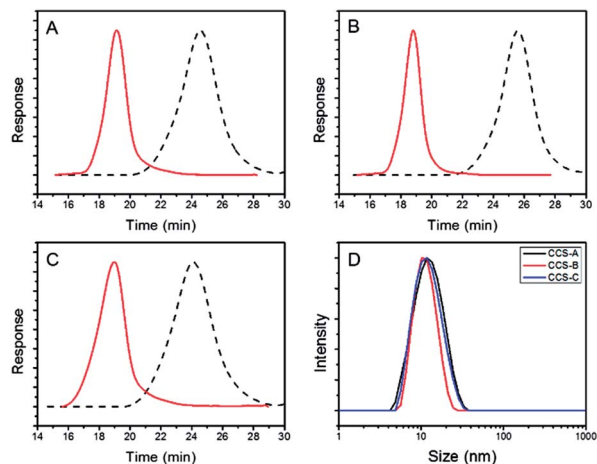 A
Response
14 16 18 20 22 24 26 28 30
Time (min)
B
Response
14 16 18 20 22 24 26 28 30
Time (min)
C
Response
14 16 18 20 22 24 26 28 30
Time (min)
D
CCS-A
CCS-B
CCS-C
Intensity
1 10 100 1000
Size (nm)